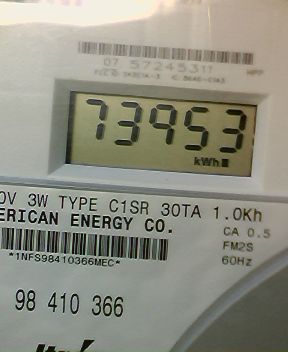 07 57245311
73953
kWh
0V 3W TYPE C1SR 30TA 1.0Kh
ERICAN ENERGY CO.
CA 0.5
FM2S
*1NFS98410366MEC*
60Hz
98 410 366